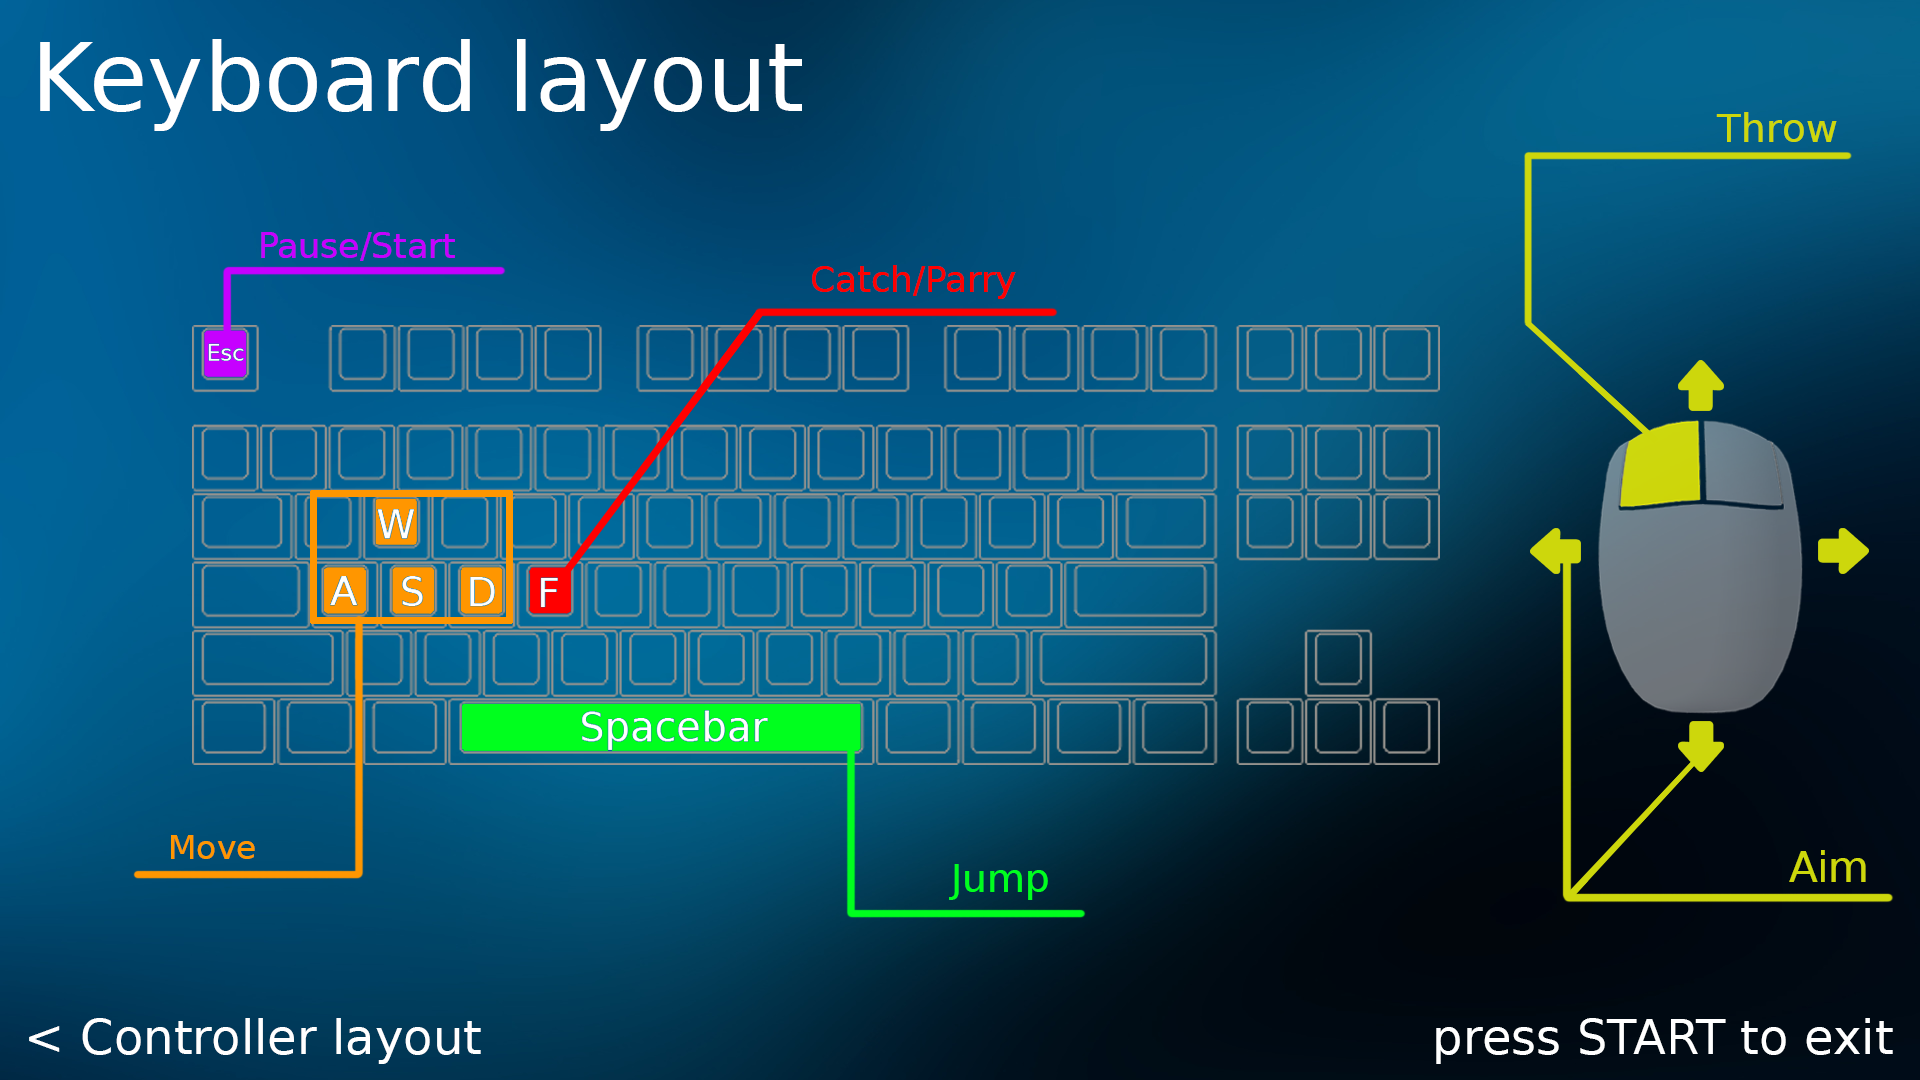 Keyboard layout
Throw
Pause/Start
Catch/Parry
Esc
W
A S D F
Spacebar
Move
Jump
Aim
< Controller layout
press START to exit